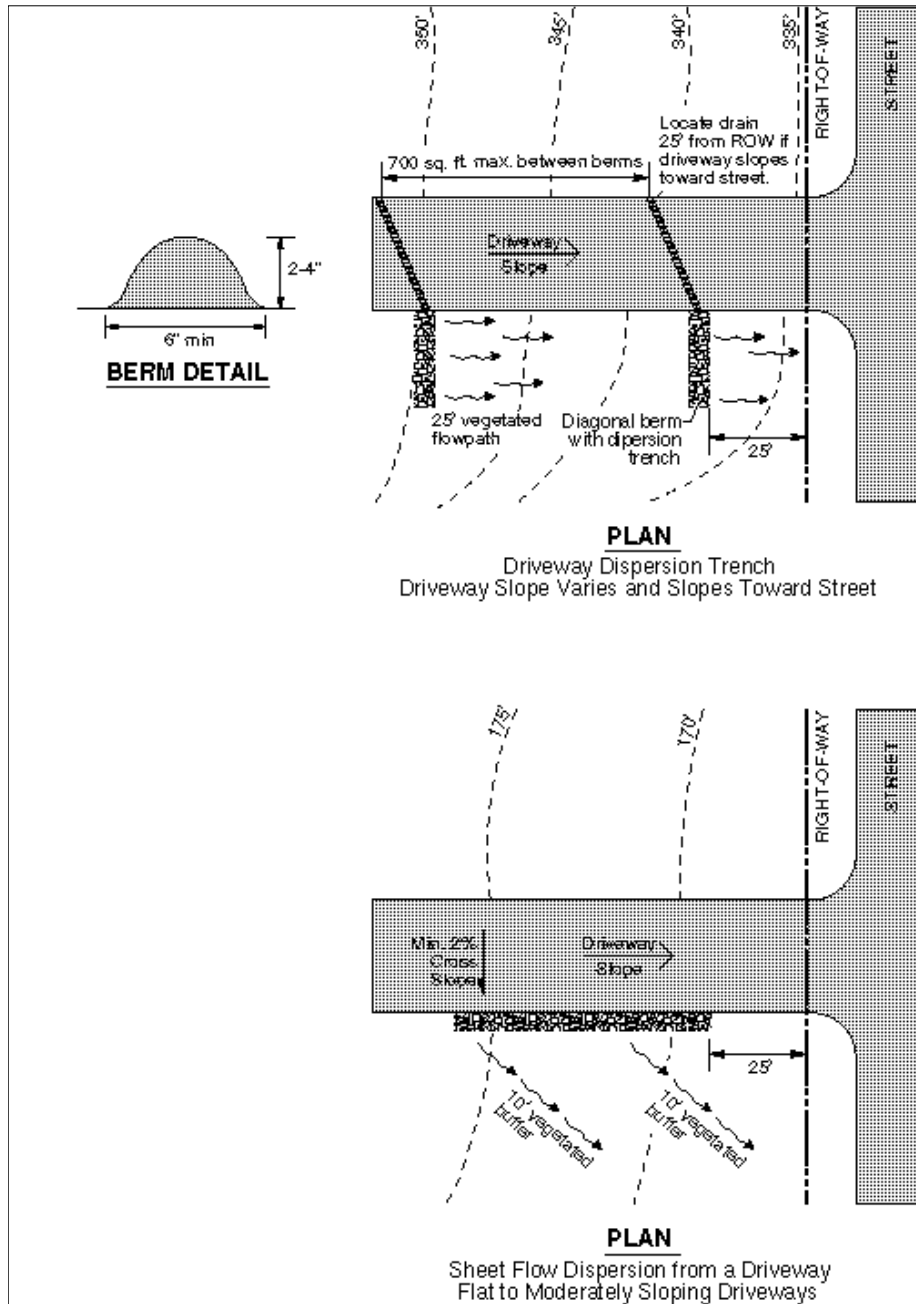 350'
345'
340'
335'
RIGHT-OF-WAY
STREET
Locate drain
25' from ROW if
driveway slopes
toward street.
700 sq. ft. max. between berms
Driveway
Slope
2-4"
6" min
BERM DETAIL
25' vegetated
flowpath
Diagonal berm
with dipersion
trench
25'
PLAN
Driveway Dispersion Trench
Driveway Slope Varies and Slopes Toward Street
175'
170'
RIGHT-OF-WAY
STREET
Min. 2%
Cross
Slope
Driveway
Slope
25'
10' vegetated
buffer
10' vegetated
buffer
PLAN
Sheet Flow Dispersion from a Driveway
Flat to Moderately Sloping Driveways